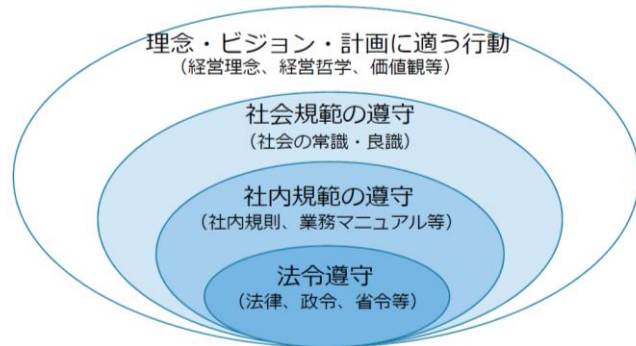 理念・ビジョン・計画に適う行動
（経営理念、経営哲学、価値観等）
社会規範の遵守
（社会の常識・良識）
社内規範の遵守
（社内規則、業務マニュアル等）
法令遵守
（法律、政令、省令等）